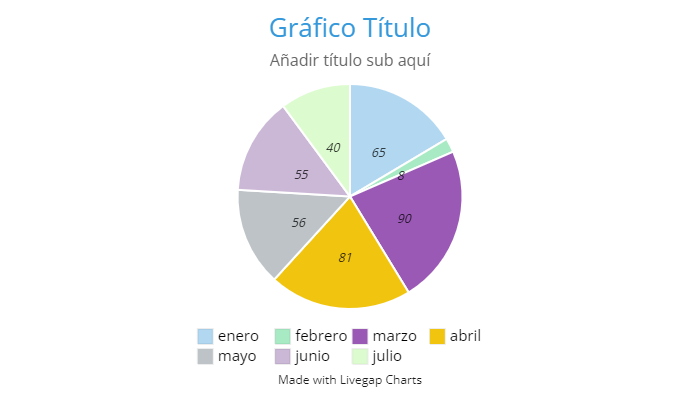 Gráfico Título
Añadir título sub aquí
40
65
55
8
90
56
81
enero febrero marzo abril
mayo junio julio
Made with Livegap Charts